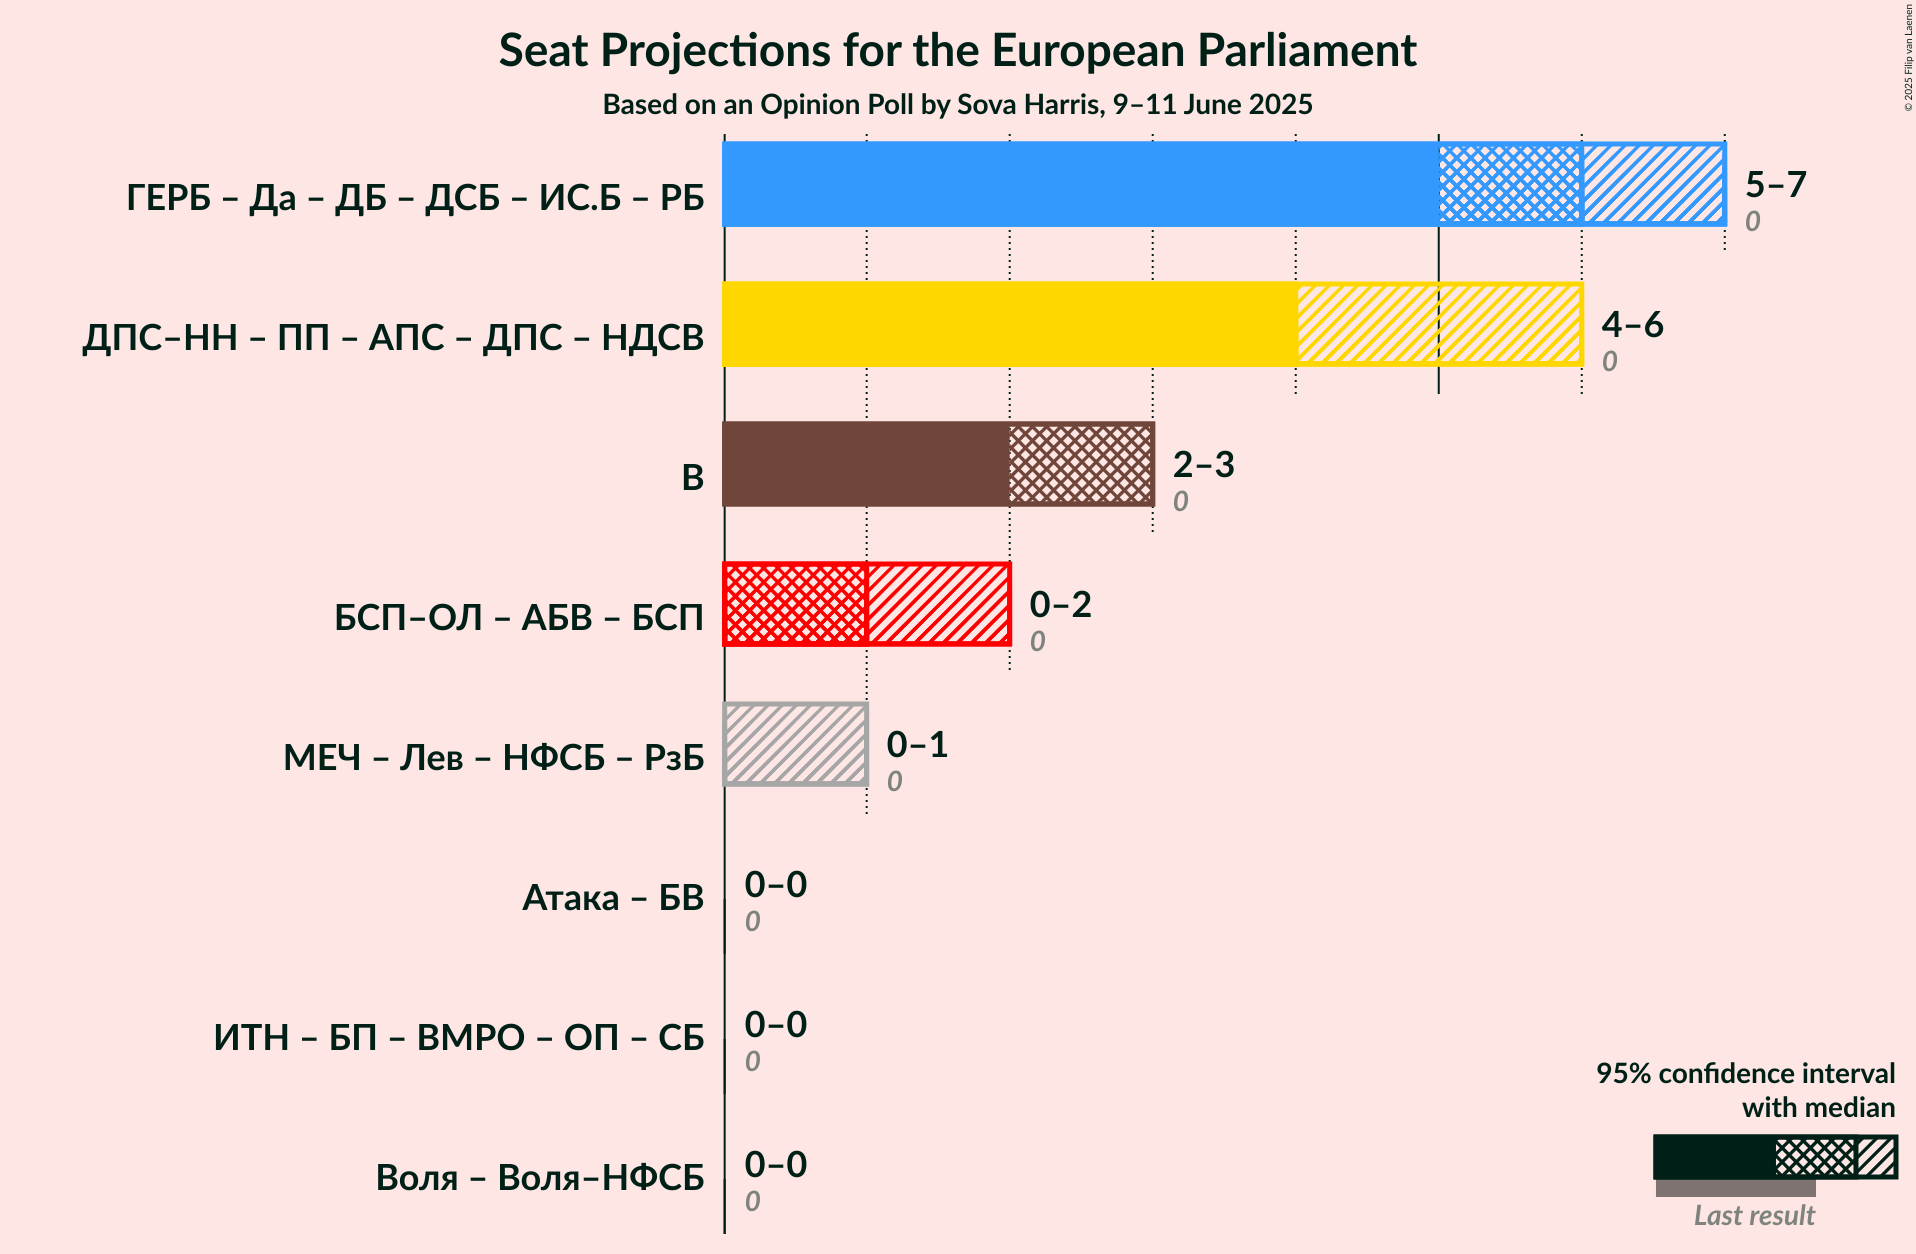 Seat Projections for the European Parliament
Based on an Opinion Poll by Sova Harris, 9–11 June 2025
© 2025 Filip van Laenen
ГЕРБ – Да – ДБ – ДСБ – ИС.Б – РБ
5–7
0
ДПС–НН – ПП – АПС – ДПС – НДСВ
4–6
0
В
2–3
0
БСП–ОЛ – АБВ – БСП
0–2
0
МЕЧ – Лев – НФСБ – РзБ
0–1
0
Атака – БВ
0–0
0
ИТН – БП – ВМРО – ОП – СБ
0–0
0
Воля – Воля–НФСБ
0–0
0
95% confidence interval
with median
Last result